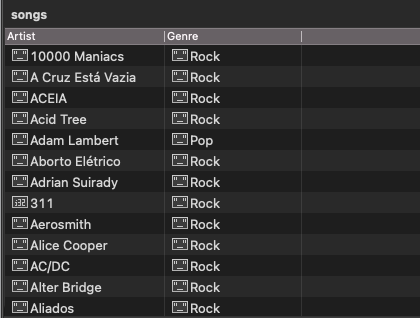 songs
Artist Genre
10000 Maniacs Rock
A Cruz Está Vazia Rock
ACEIA Rock
Acid Tree Rock
Adam Lambert Pop
Aborto Elétrico Rock
Adrian Suirady Rock
i32 311 Rock
Aerosmith Rock
Alice Cooper Rock
AC/DC Rock
Alter Bridge Rock
Aliados Rock